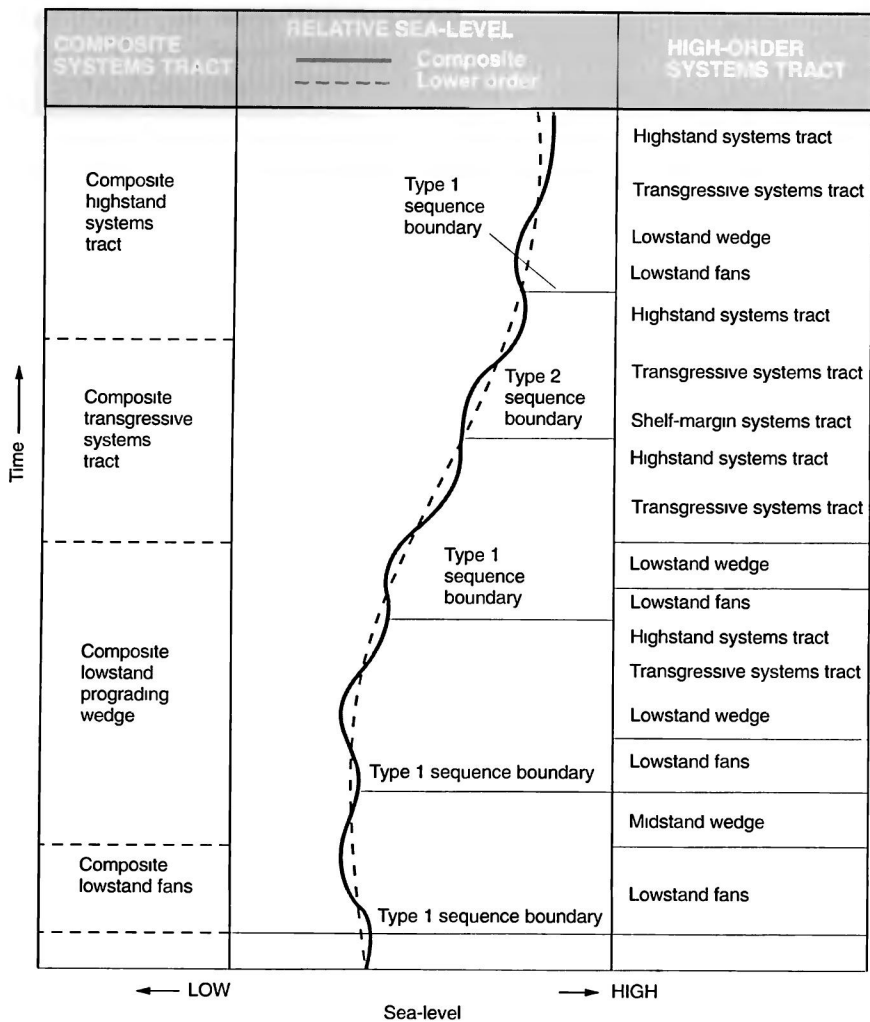 COMPOSITE
SYSTEMS TRACT
RELATIVE SEA-LEVEL
Composite
Lower order
HIGH-ORDER
SYSTEMS TRACT
Time
Composite
highstand
systems
tract
Composite
transgressive
systems
tract
Composite
lowstand
prograding
wedge
Composite
lowstand fans
Type 1
sequence
boundary
Type 2
sequence
boundary
Type 1
sequence
boundary
Type 1 sequence boundary
Type 1 sequence boundary
Highstand systems tract
Transgressive systems tract
Lowstand wedge
Lowstand fans
Highstand systems tract
Transgressive systems tract
Shelf-margin systems tract
Highstand systems tract
Transgressive systems tract
Lowstand wedge
Lowstand fans
Highstand systems tract
Transgressive systems tract
Lowstand wedge
Lowstand fans
Midstand wedge
Lowstand fans
LOW
HIGH
Sea-level